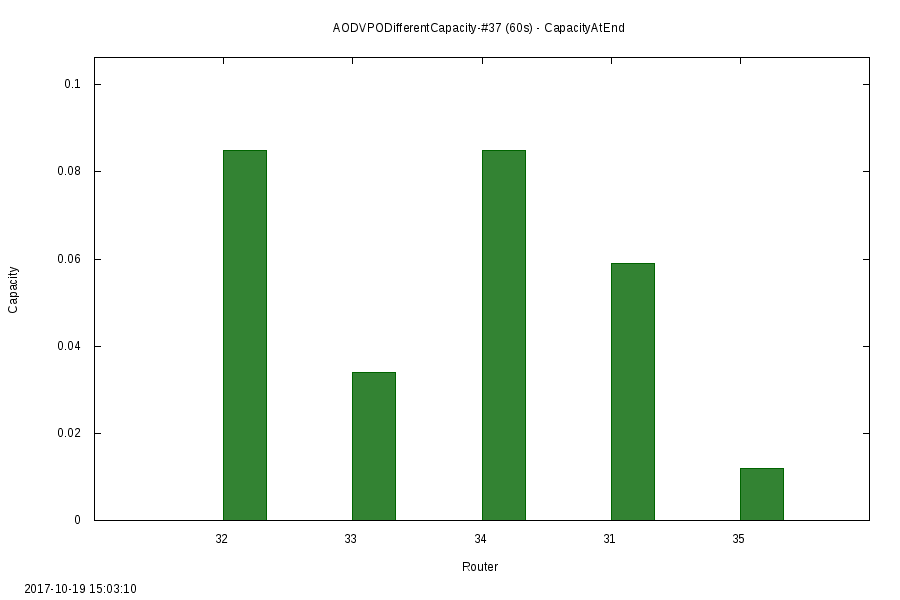 AODVPODifferentCapacity-#37 (60s) - CapacityAtEnd
0.1
0.08
0.06
0.04
0.02
0
Capacity
32 33 34 31 35
Router
2017-10-19 15:03:10